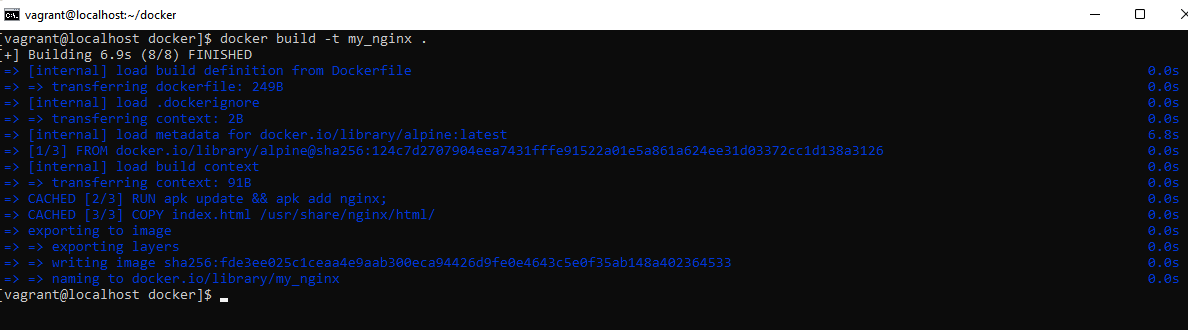 vagrant@localhost:~/docker
[vagrant@localhost docker]$ docker build -t my_nginx .
[+] Building 6.9s (8/8) FINISHED
=> [internal] load build definition from Dockerfile 0.0s
=> => transferring dockerfile: 249B 0.0s
=> [internal] load .dockerignore 0.0s
=> => transferring context: 2B 0.0s
=> [internal] load metadata for docker.io/library/alpine:latest 6.8s
=> [1/3] FROM docker.io/library/alpine@sha256:124c7d2707904eea7431fffe91522a01e5a861a624ee31d03372cc1d138a3126 0.0s
=> [internal] load build context 0.0s
=> => transferring context: 91B 0.0s
=> CACHED [2/3] RUN apk update && apk add nginx; 0.0s
=> CACHED [3/3] COPY index.html /usr/share/nginx/html/ 0.0s
=> exporting to image 0.0s
=> => exporting layers 0.0s
=> => writing image sha256:fde3ee025c1ceaa4e9aab300eca94426d9fe0e4643c5e0f35ab148a402364533 0.0s
=> => naming to docker.io/library/my_nginx 0.0s
[vagrant@localhost docker]$